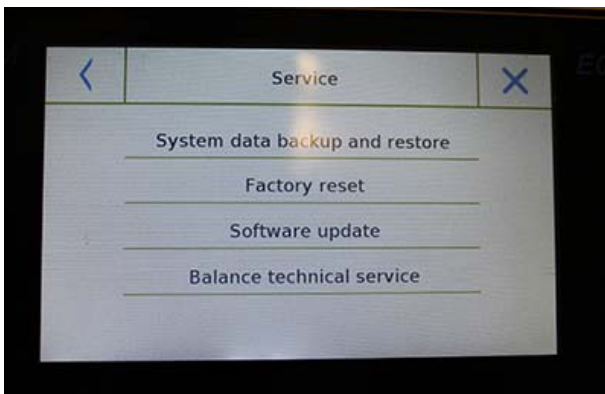 Service
System data backup and restore
Factory reset
Software update
Balance technical service